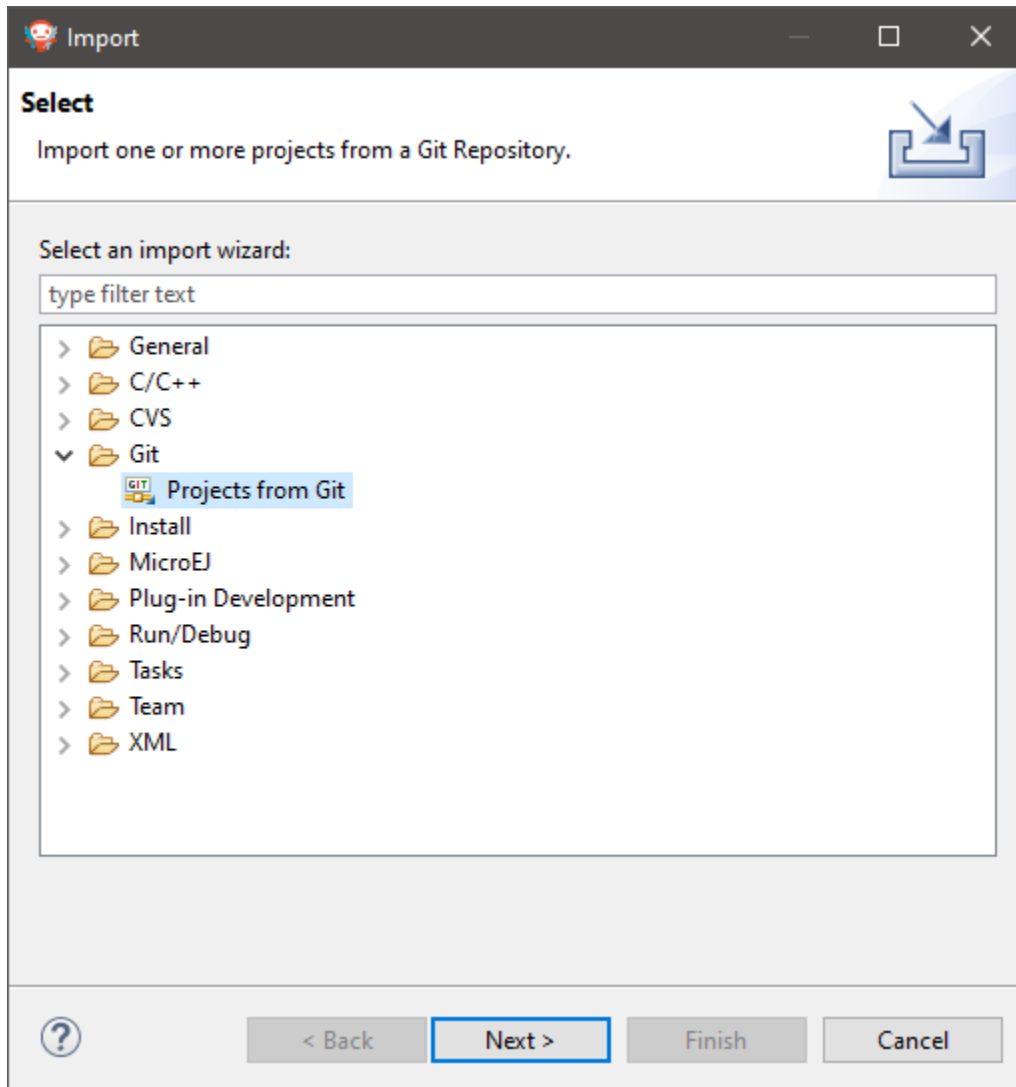 Import
Select
Import one or more projects from a Git Repository.
Select an import wizard:
type filter text
General
C/C++
CVS
Git
GIT Projects from Git
Install
MicroEJ
Plug-in Development
Run/Debug
Tasks
Team
XML
? < Back Next > Finish Cancel